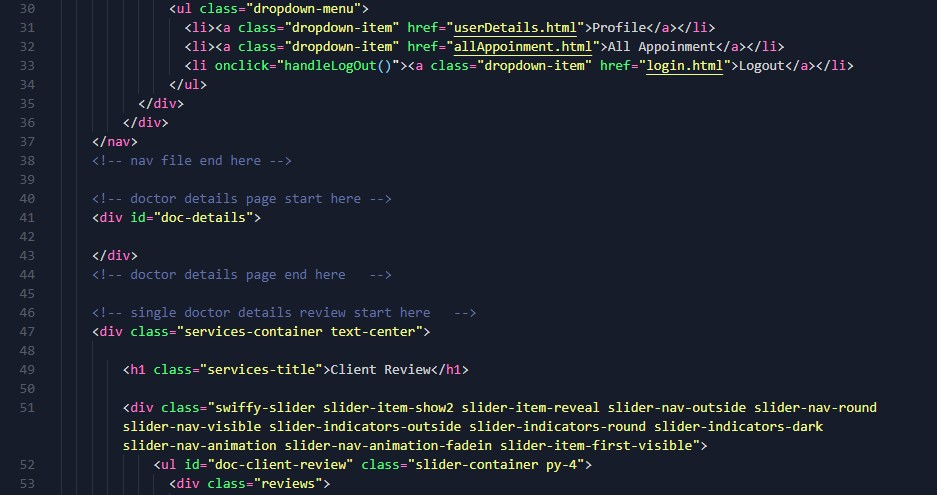 30 <ul class="dropdown-menu">
31 <li><a class="dropdown-item" href="userDetails.html">Profile</a></li>
32 <li><a class="dropdown-item" href="allAppoinment.html">All Appoinment</a></li>
33 <li onclick="handleLogOut()"><a class="dropdown-item" href="login.html">Logout</a></li>
34 </ul>
35 </div>
36 </div>
37 </nav>
38 <!-- nav file end here -->
39
40 <!-- doctor details page start here -->
41 <div id="doc-details">
42
43 </div>
44 <!-- doctor details page end here   -->
45
46 <!-- single doctor details review start here   -->
47 <div class="services-container text-center">
48
49 <h1 class="services-title">Client Review</h1>
50
51 <div class="swiffy-slider slider-item-show2 slider-item-reveal slider-nav-outside slider-nav-round
slider-nav-visible slider-indicators-outside slider-indicators-round slider-indicators-dark
slider-nav-animation slider-nav-animation-fadein slider-item-first-visible">
52 <ul id="doc-client-review" class="slider-container py-4">
53 <div class="reviews">